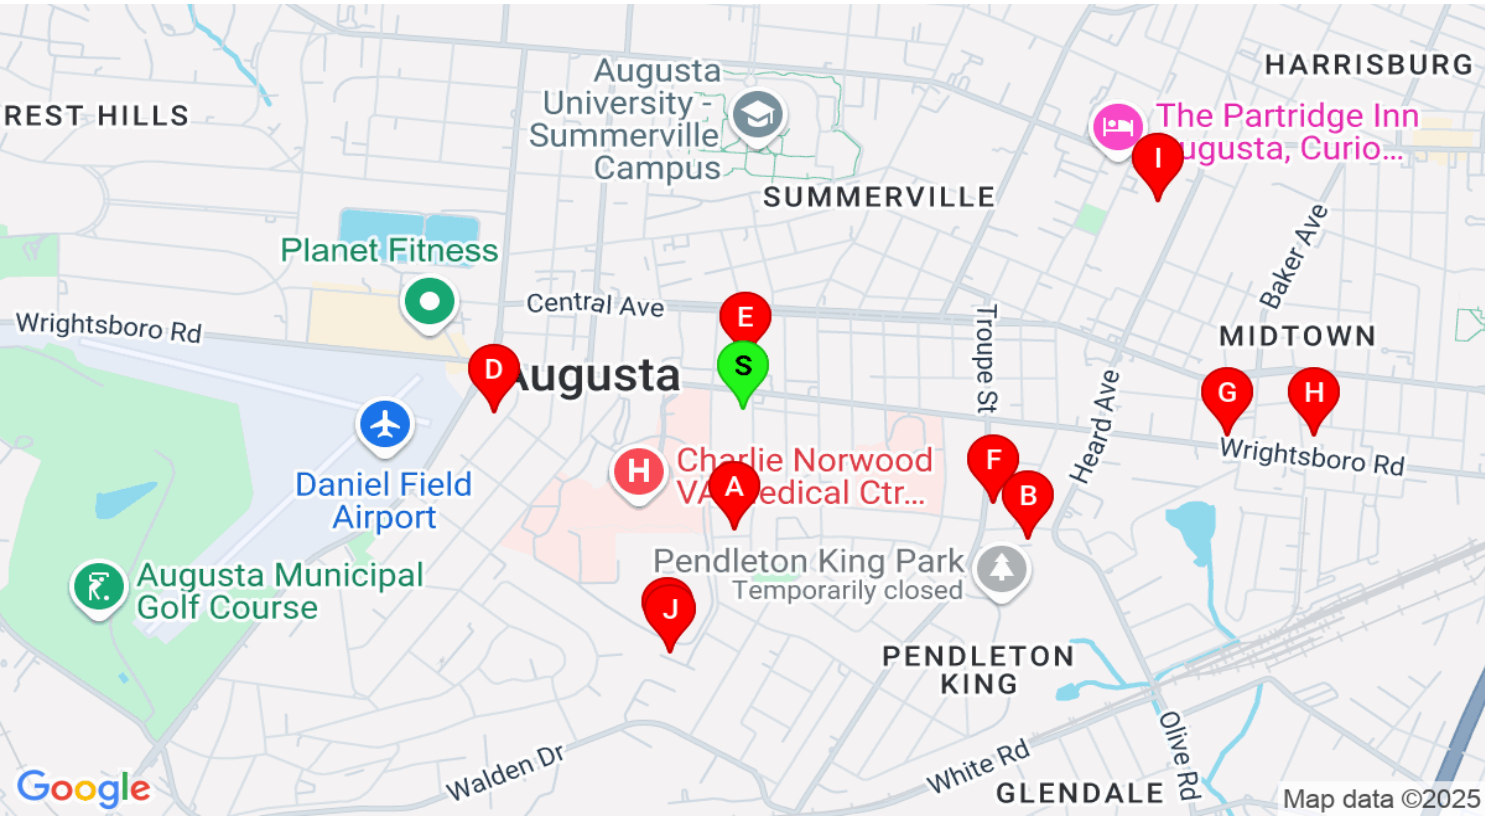 HARRISBURG
Augusta
University -
Summerville
Campus
The Partridge Inn
ugusta, Curio...
I
REST HILLS
SUMMERVILLE
Planet Fitness
Baker Ave
Central Ave
Wrightsboro Rd
E
Troupe St
MIDTOWN
D
Augusta
S
G
H
Heard Ave
Wrightsboro Rd
H
Charlie Norwood
VA Medical Ctr...
A
F
B
Daniel Field
Airport
Pendleton King Park
Temporarily closed
Augusta Municipal
Golf Course
J
PENDLETON
KING
Olive Rd
Walden Dr
White Rd
GLENDALE
Google
Map data ©2025